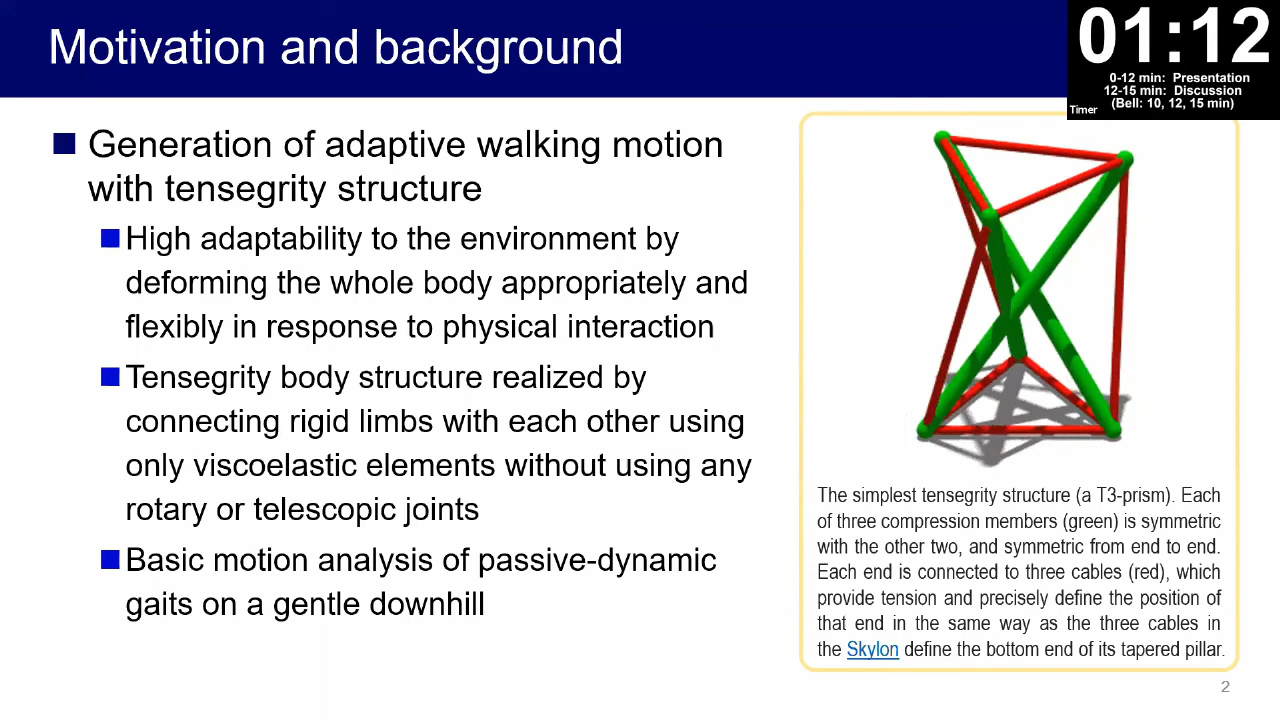 Motivation and background
01:12
0-12 min: Presentation
12-15 min: Discussion
(Bell: 10, 12, 15 min)
Timer
Generation of adaptive walking motion
with tensegrity structure
High adaptability to the environment by
deforming the whole body appropriately and
flexibly in response to physical interaction
Tensegrity body structure realized by
connecting rigid limbs with each other using
only viscoelastic elements without using any
rotary or telescopic joints
Basic motion analysis of passive-dynamic
gaits on a gentle downhill
The simplest tensegrity structure (a T3-prism). Each
of three compression members (green) is symmetric
with the other two, and symmetric from end to end.
Each end is connected to three cables (red), which
provide tension and precisely define the position of
that end in the same way as the three cables in
the Skylon define the bottom end of its tapered pillar.
2